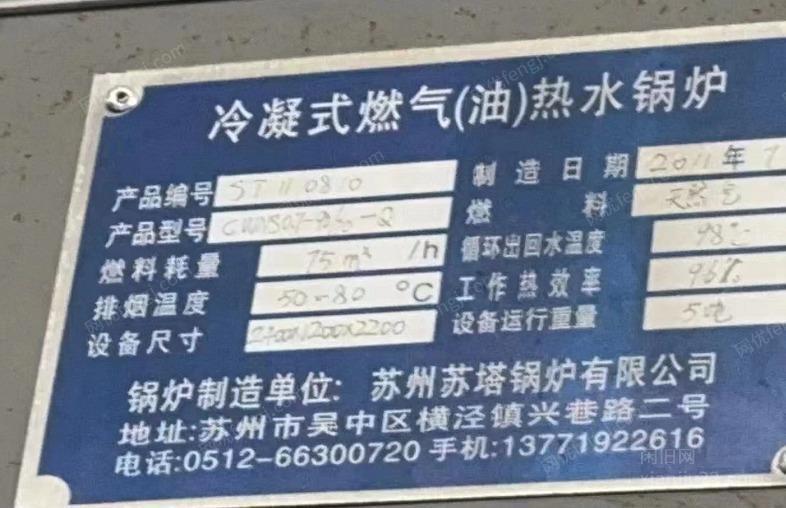 冷凝式燃气(油)热水锅炉
产品编号 ST110810 制造日期 2011年
产品型号 燃料 天然气
燃料耗量 75m³/h 循环出回水温度 98℃
排烟温度 50-80℃ 工作热效率 96%
设备尺寸 设备运行重量 5吨
锅炉制造单位: 苏州苏塔锅炉有限公司
地址:苏州市吴中区横泾镇兴巷路二号
电话:0512-66300720 手机:13771922616
闲旧网